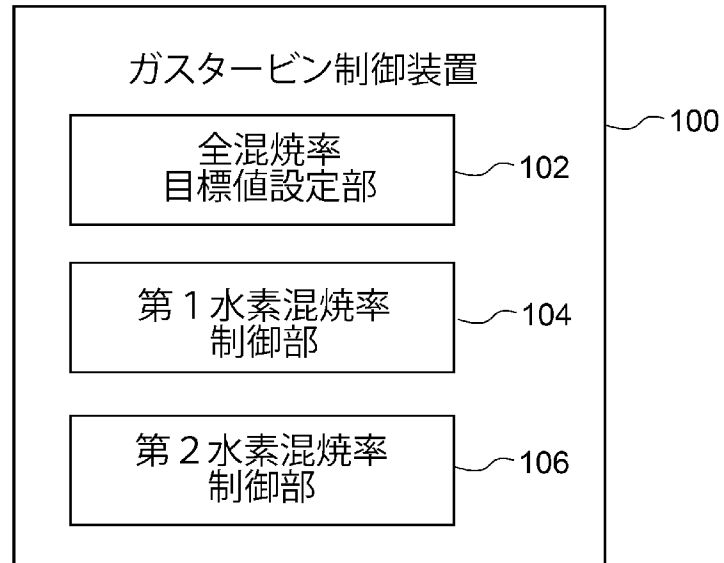 ガスタービン制御装置
100
全混焼率
目標値設定部
102
第1水素混焼率
制御部
104
第2水素混焼率
制御部
106